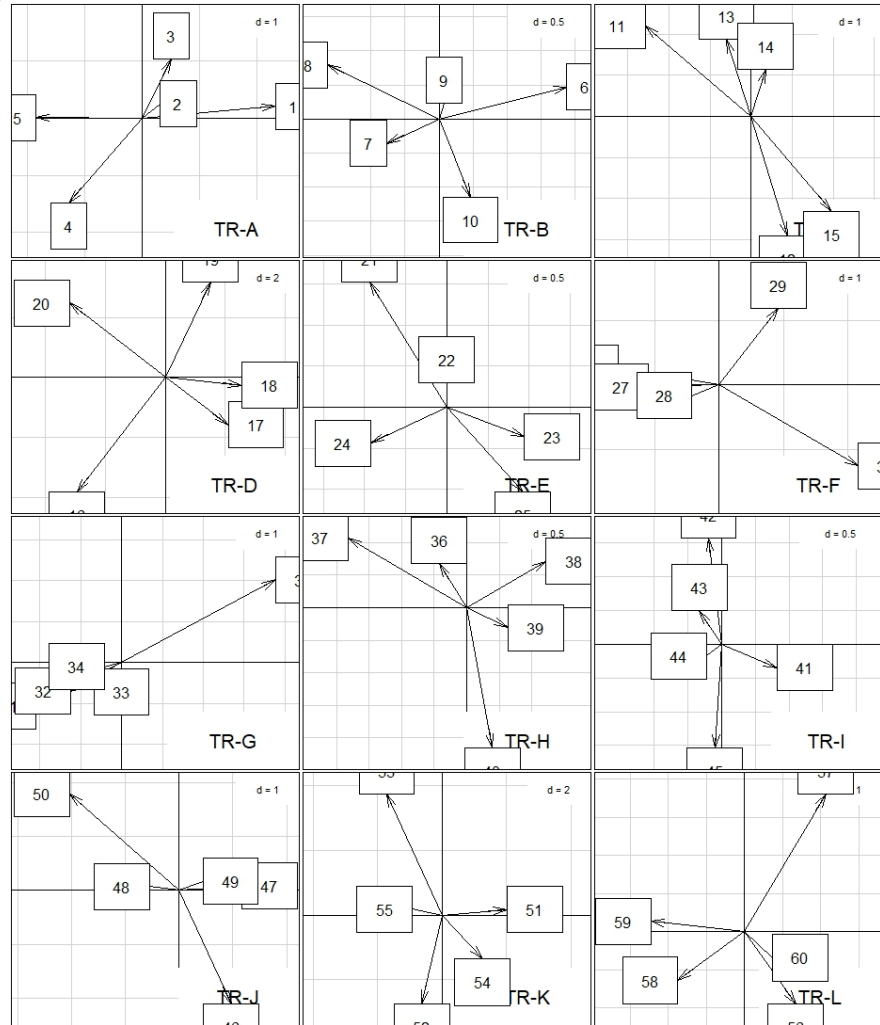 d = 1
3
2
1
5
4
TR-A
d = 0.5
8
9
6
7
10
TR-B
d = 1
13
11
14
15
d = 2
20
18
17
TR-D
d = 0.5
22
24
23
TR-E
d = 1
29
27
28
TR-F
d = 1
34
32
33
TR-G
d = 0.5
37
36
38
39
TR-H
d = 0.5
43
44
41
TR-I
d = 1
50
48
49
47
TR-J
d = 2
55
51
54
TR-K
59
60
58
TR-L